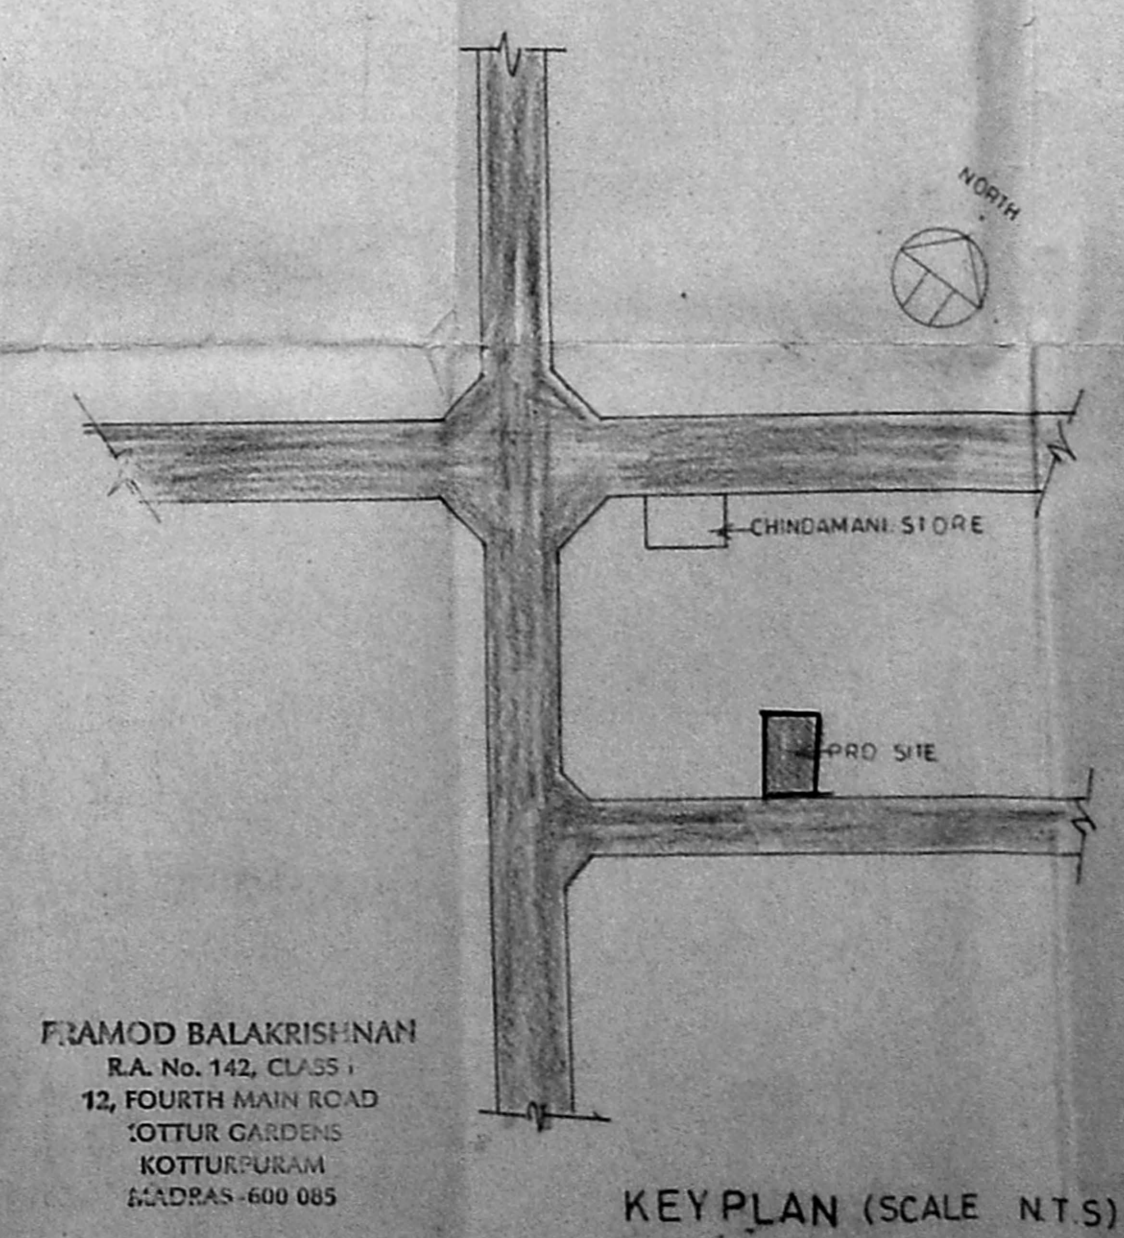 NORTH
CHINDAMANI. STORE
PRO SITE
PRAMOD BALAKRISHNAN
R.A. No. 142, CLASS I
12, FOURTH MAIN ROAD
KOTTUR GARDENS
KOTTURPURAM
MADRAS-600 085
KEY PLAN (SCALE N.T.S)